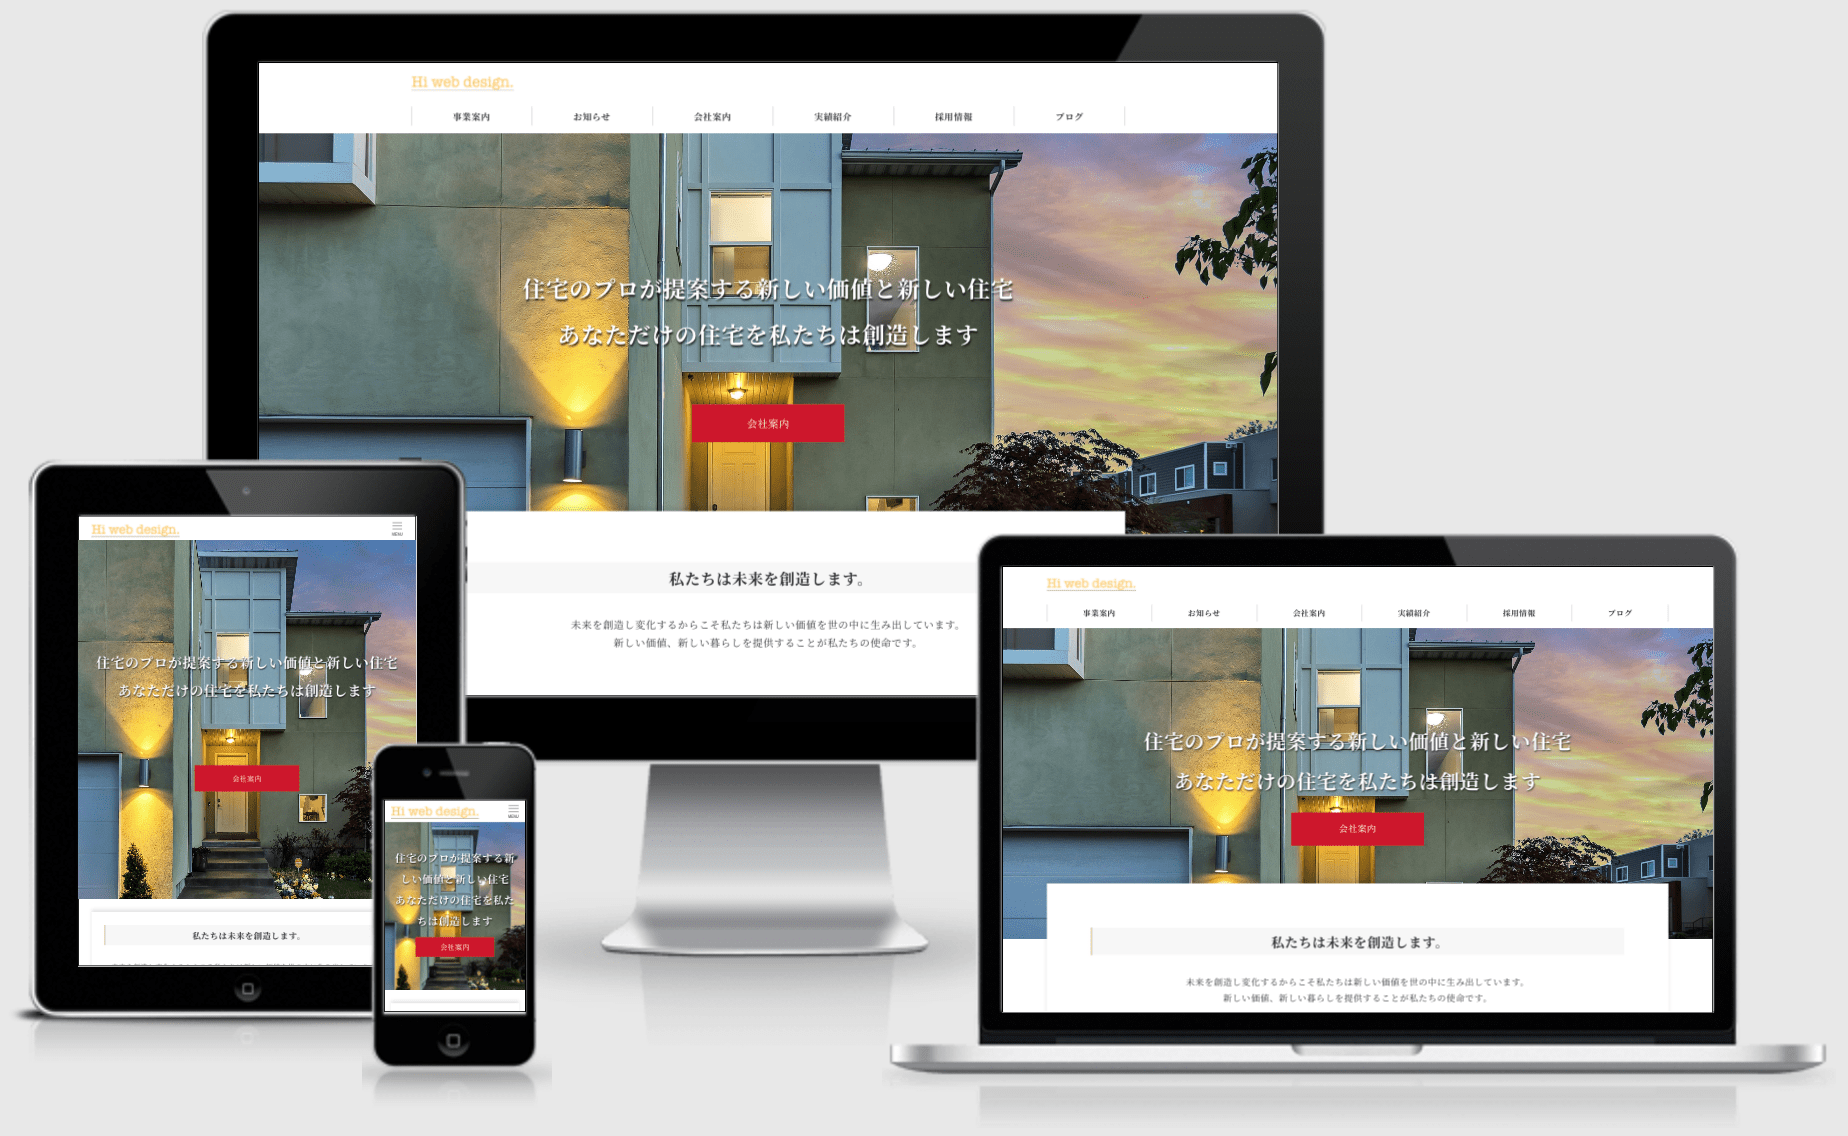 Hi web design.
事業案内
お知らせ
会社案内
実績紹介
採用情報
ブログ
住宅のプロが提案する新しい価値と新しい住宅
あなただけの住宅を私たちは創造します
会社案内
私たちは未来を創造します。
未来を創造し変化するからこそ私たちは新しい価値を世の中に生み出しています。
新しい価値、新しい暮らしを提供することが私たちの使命です。
Hi web design.
MENU
住宅のプロが提案する新しい価値と新しい住宅
あなただけの住宅を私たちは創造します
会社案内
私たちは未来を創造します。
Hi web design.
MENU
住宅のプロが提案する新
しい価値と新しい住宅
あなただけの住宅を私た
ちは創造します
会社案内
Hi web design.
事業案内
お知らせ
会社案内
実績紹介
採用情報
ブログ
住宅のプロが提案する新しい価値と新しい住宅
あなただけの住宅を私たちは創造します
会社案内
私たちは未来を創造します。
未来を創造し変化するからこそ私たちは新しい価値を世の中に生み出しています。
新しい価値、新しい暮らしを提供することが私たちの使命です。